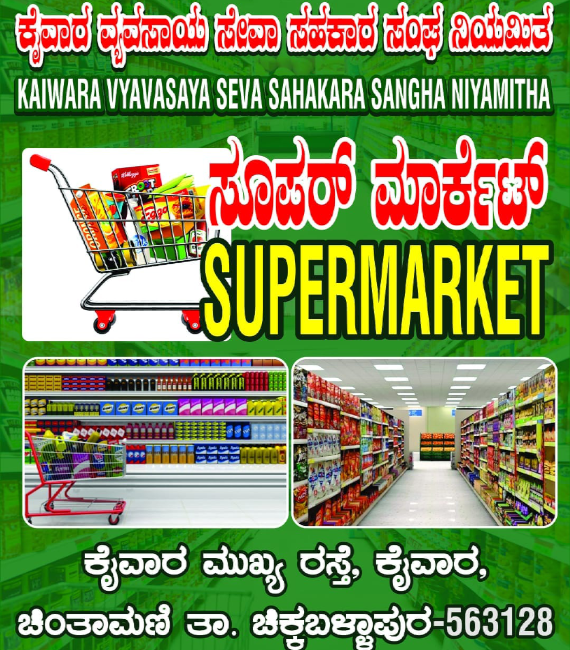 ಕೈವಾರ ವ್ಯವಸಾಯ ಸೇವಾ ಸಹಕಾರ ಸಂಘ ನಿಯಮಿತ
KAIWARA VYAVASAYA SEVA SAHAKARA SANGHA NIYAMITHA
ಸೂಪರ್ ಮಾರ್ಕೆಟ್
SUPERMARKET
ಕೈವಾರ ಮುಖ್ಯ ರಸ್ತೆ, ಕೈವಾರ,
ಚಿಂತಾಮಣಿ ತಾ. ಚಿಕ್ಕಬಳ್ಳಾಪುರ-563128